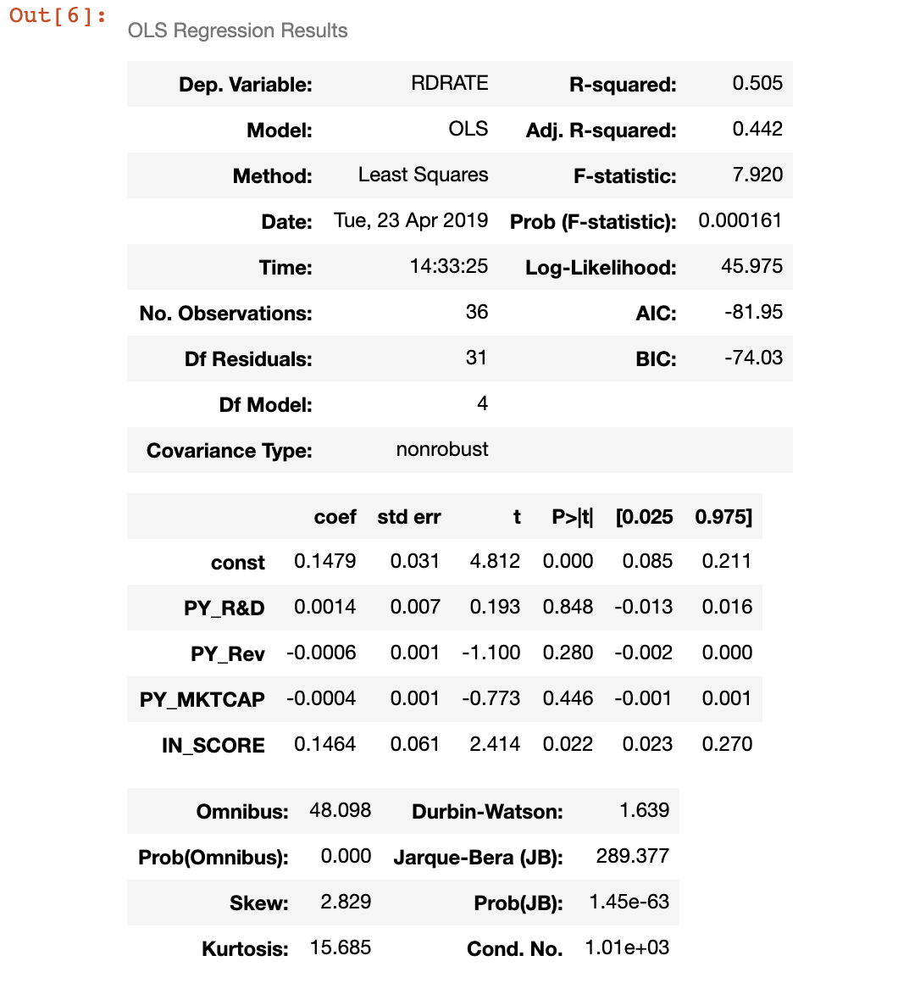 Out[6]:
OLS Regression Results
Dep. Variable: RDRATE R-squared: 0.505
Model: OLS Adj. R-squared: 0.442
Method: Least Squares F-statistic: 7.920
Date: Tue, 23 Apr 2019 Prob (F-statistic): 0.000161
Time: 14:33:25 Log-Likelihood: 45.975
No. Observations: 36 AIC: -81.95
Df Residuals: 31 BIC: -74.03
Df Model: 4
Covariance Type: nonrobust
coef std err t P>|t| [0.025 0.975]
const 0.1479 0.031 4.812 0.000 0.085 0.211
PY_R&D 0.0014 0.007 0.193 0.848 -0.013 0.016
PY_Rev -0.0006 0.001 -1.100 0.280 -0.002 0.000
PY_MKTCAP -0.0004 0.001 -0.773 0.446 -0.001 0.001
IN_SCORE 0.1464 0.061 2.414 0.022 0.023 0.270
Omnibus: 48.098 Durbin-Watson: 1.639
Prob(Omnibus): 0.000 Jarque-Bera (JB): 289.377
Skew: 2.829 Prob(JB): 1.45e-63
Kurtosis: 15.685 Cond. No. 1.01e+03